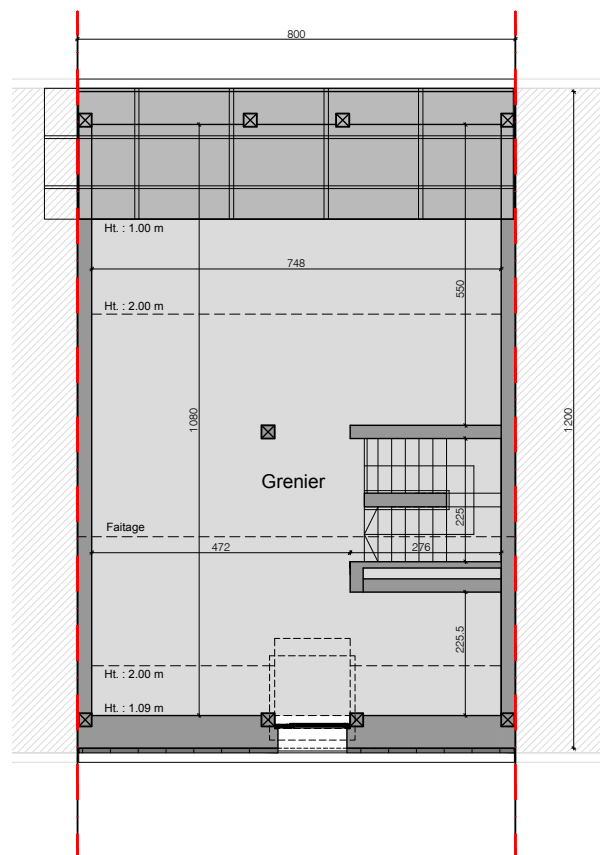 800
Ht. : 1.00 m
748
550
Ht. : 2.00 m
1080
1200
Grenier
225
Faitage
472
276
225.5
Ht. : 2.00 m
Ht. : 1.09 m